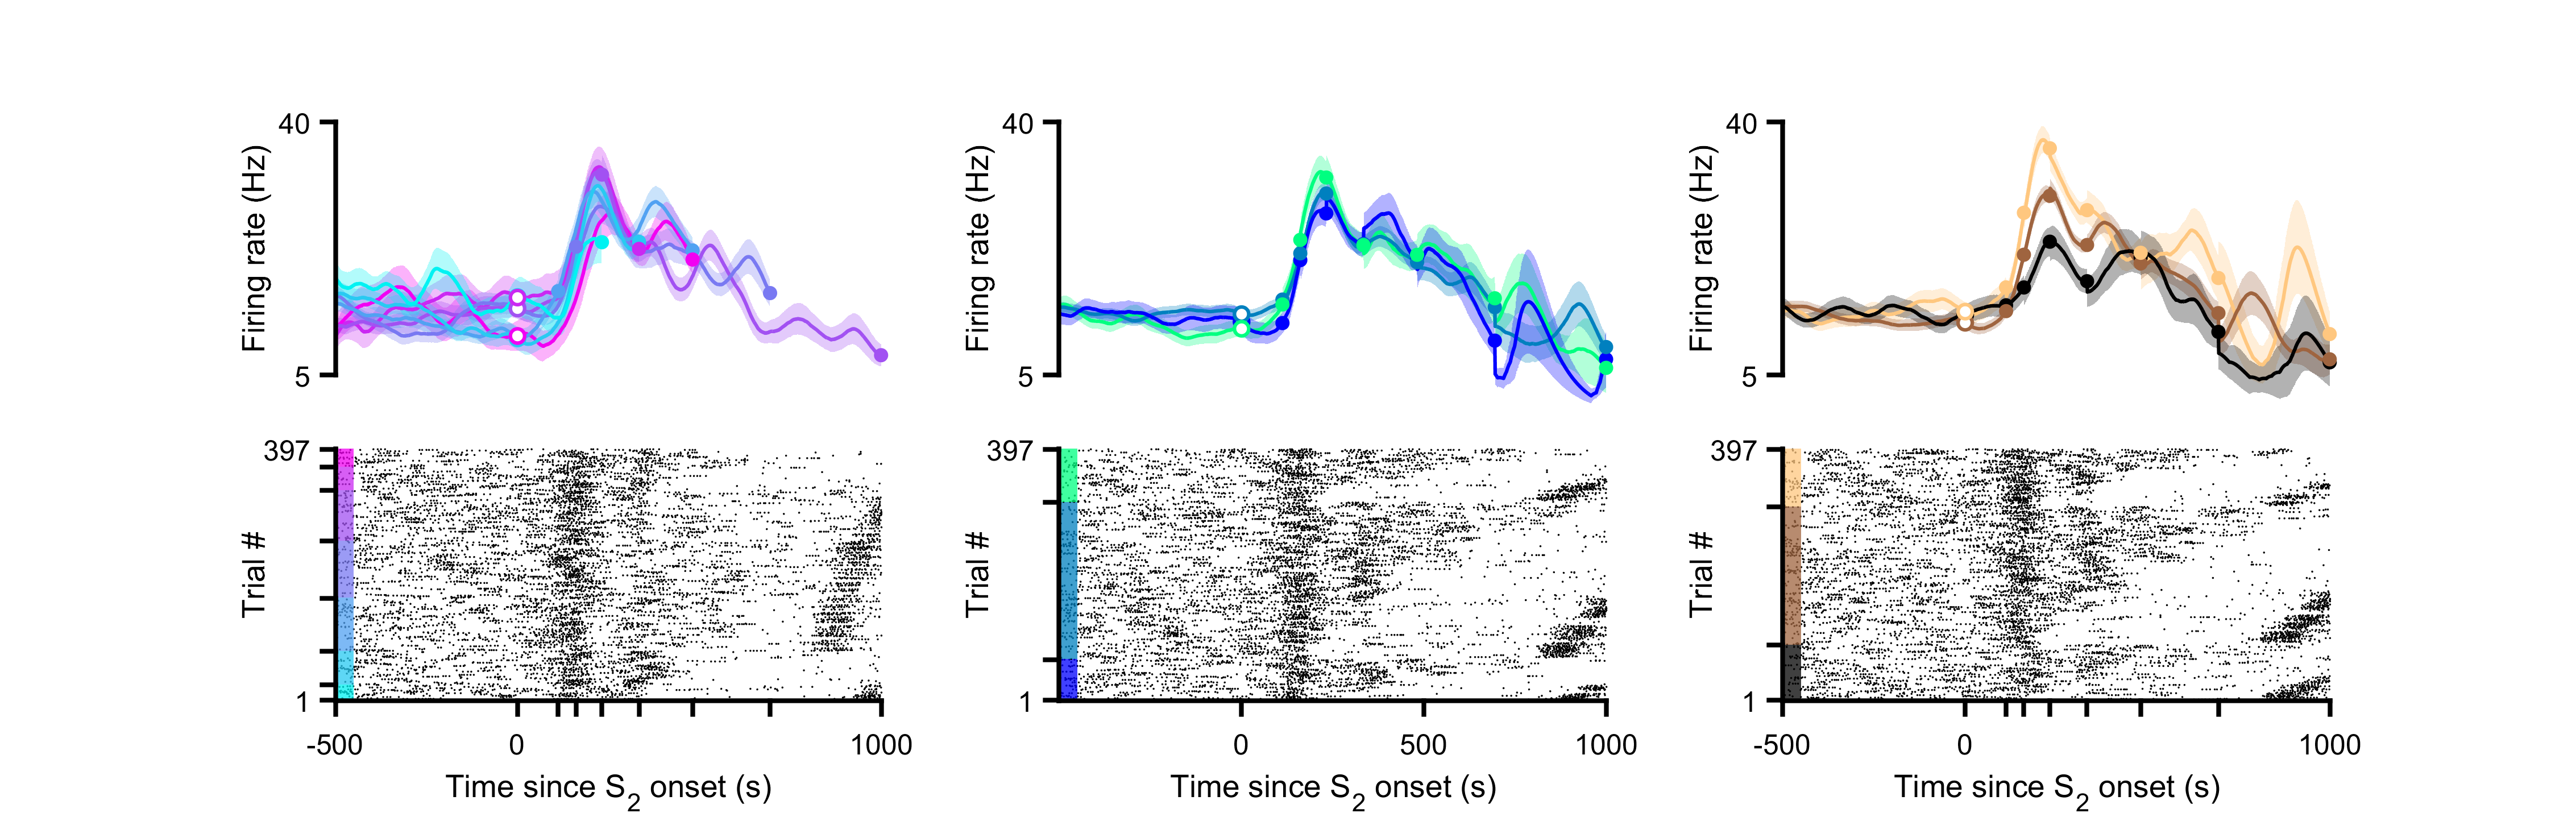 40
Firing rate (Hz)
5
40
Firing rate (Hz)
5
40
Firing rate (Hz)
5
397
Trial #
1
-500
0
1000
Time since S2 onset (s)
397
Trial #
1
0
500
1000
Time since S2 onset (s)
397
Trial #
1
-500
0
1000
Time since S2 onset (s)